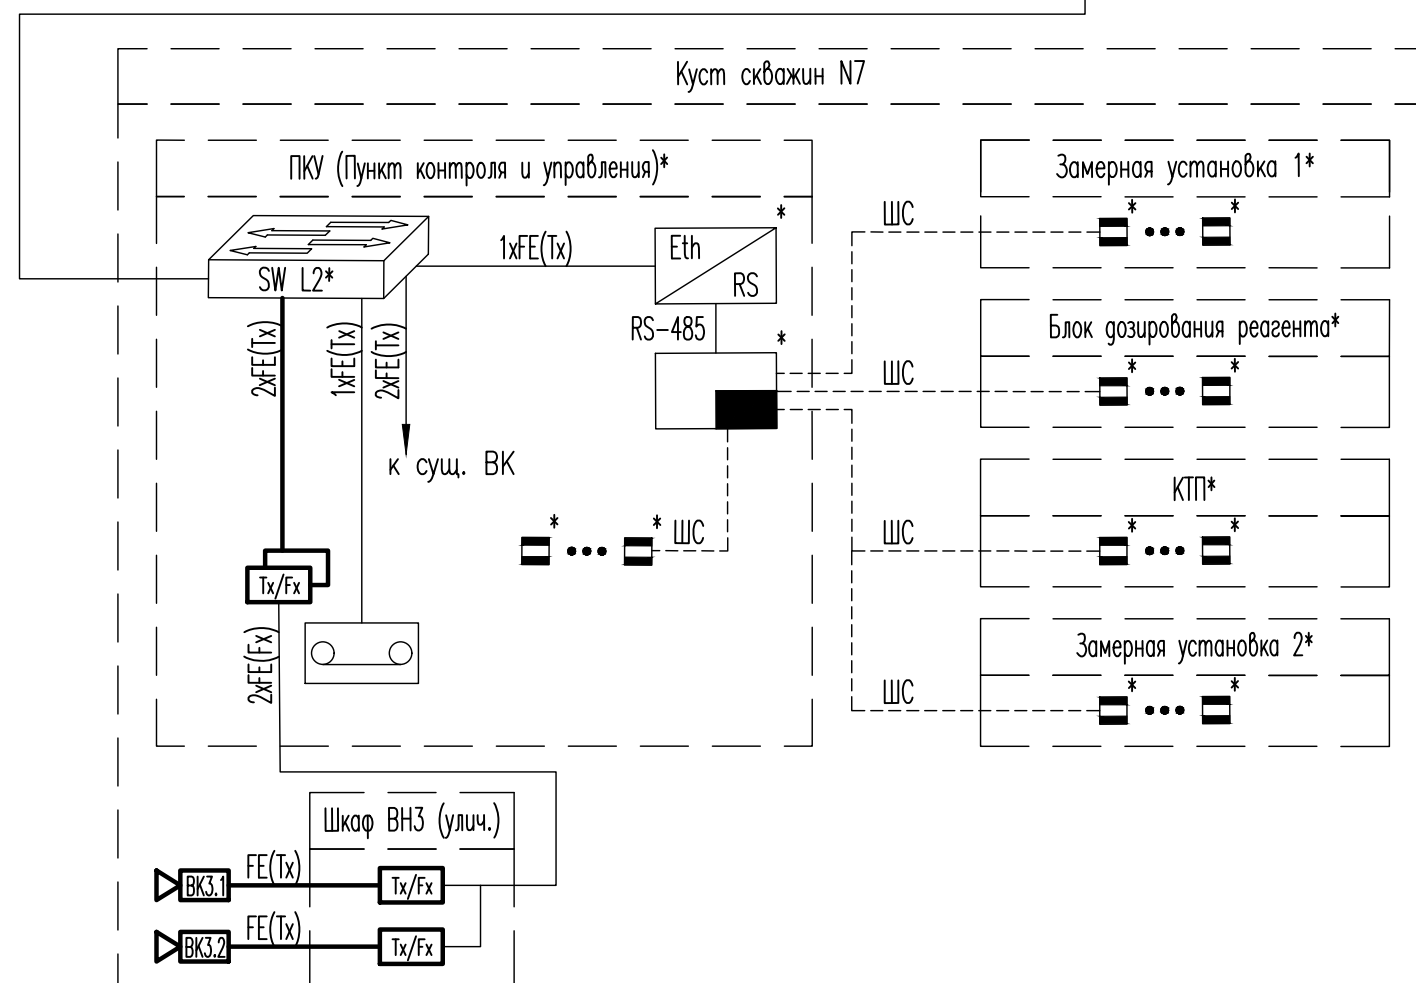 Куст скважин N7
ПКУ (Пункт контроля и управления)*
Замерная установка 1*
ШС
* *
SW L2*
1xFE(Tx)
*
Eth
RS
RS-485
*
2xFE(Tx)
1xFE(Tx)
2xFE(Tx)
к сущ. ВК
Блок дозирования реагента*
ШС
* *
КТП*
ШС
* *
* *
ШС
Tx/Fx
2xFE(Fx)
Замерная установка 2*
ШС
* *
Шкаф ВН3 (улич.)
ВК3.1
FE(Tx)
Tx/Fx
ВК3.2
FE(Tx)
Tx/Fx